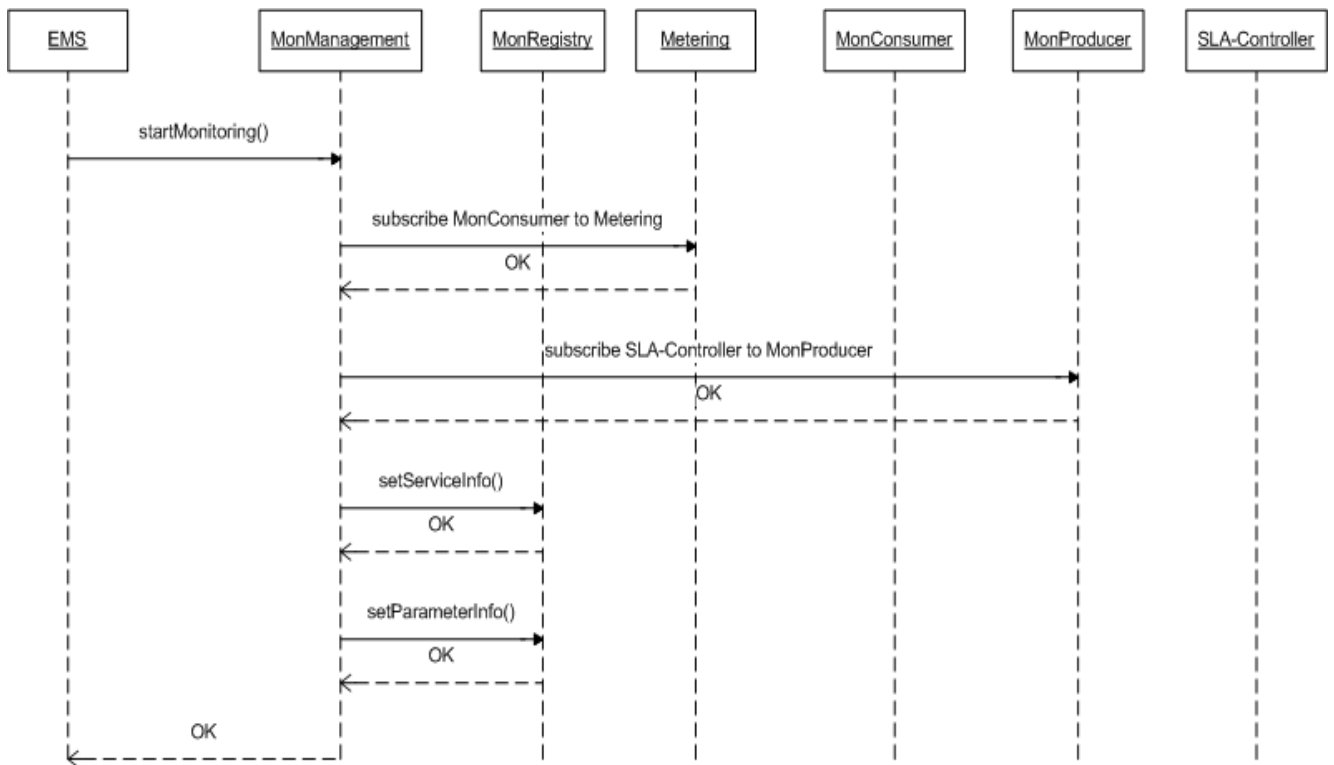 EMS MonManagement MonRegistry Metering MonConsumer MonProducer SLA-Controller
startMonitoring()
subscribe MonConsumer to Metering
OK
subscribe SLA-Controller to MonProducer
OK
setServiceInfo()
OK
setParameterInfo()
OK
OK